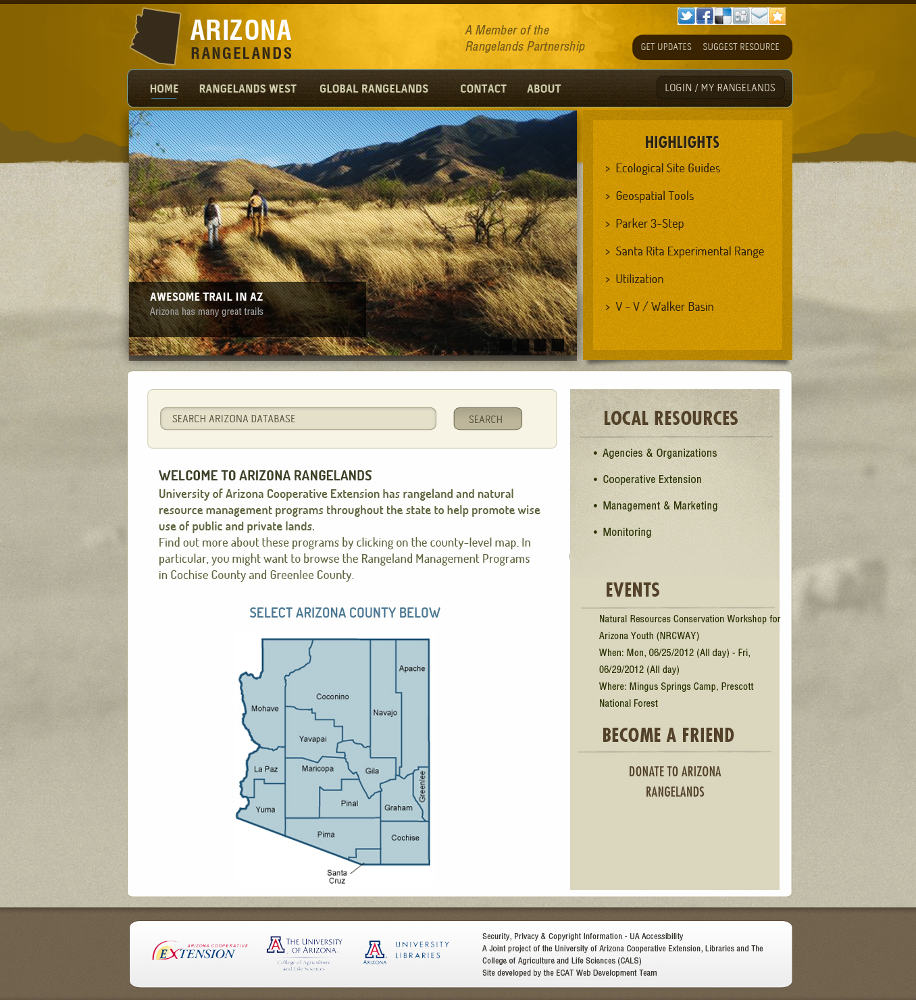 ARIZONA
RANGELANDS
A Member of the
Rangelands Partnership
GET UPDATES SUGGEST RESOURCE
HOME RANGELANDS WEST GLOBAL RANGELANDS CONTACT ABOUT LOGIN / MY RANGELANDS
AWESOME TRAIL IN AZ
Arizona has many great trails
HIGHLIGHTS
> Ecological Site Guides
> Geospatial Tools
> Parker 3-Step
> Santa Rita Experimental Range
> Utilization
> V - V / Walker Basin
SEARCH ARIZONA DATABASE SEARCH
WELCOME TO ARIZONA RANGELANDS
University of Arizona Cooperative Extension has rangeland and natural
resource management programs throughout the state to help promote wise
use of public and private lands.
Find out more about these programs by clicking on the county-level map. In
particular, you might want to browse the Rangeland Management Programs
in Cochise County and Greenlee County.
SELECT ARIZONA COUNTY BELOW
Apache
Coconino
Mohave
Navajo
Yavapai
La Paz
Maricopa
Gila
Greenlee
Yuma
Pinal
Graham
Pima
Cochise
Santa
Cruz
LOCAL RESOURCES
• Agencies & Organizations
• Cooperative Extension
• Management & Marketing
• Monitoring
EVENTS
Natural Resources Conservation Workshop for
Arizona Youth (NRCWAY)
When: Mon, 06/25/2012 (All day) - Fri,
06/29/2012 (All day)
Where: Mingus Springs Camp, Prescott
National Forest
BECOME A FRIEND
DONATE TO ARIZONA
RANGELANDS
ARIZONA COOPERATIVE
EXTENSION
A
THE UNIVERSITY
OF ARIZONA.
College of Agriculture
and Life Sciences
A
ARIZONA
UNIVERSITY
LIBRARIES
Security, Privacy & Copyright Information - UA Accessibility
A Joint project of the University of Arizona Cooperative Extension, Libraries and The
College of Agriculture and Life Sciences (CALS)
Site developed by the ECAT Web Development Team